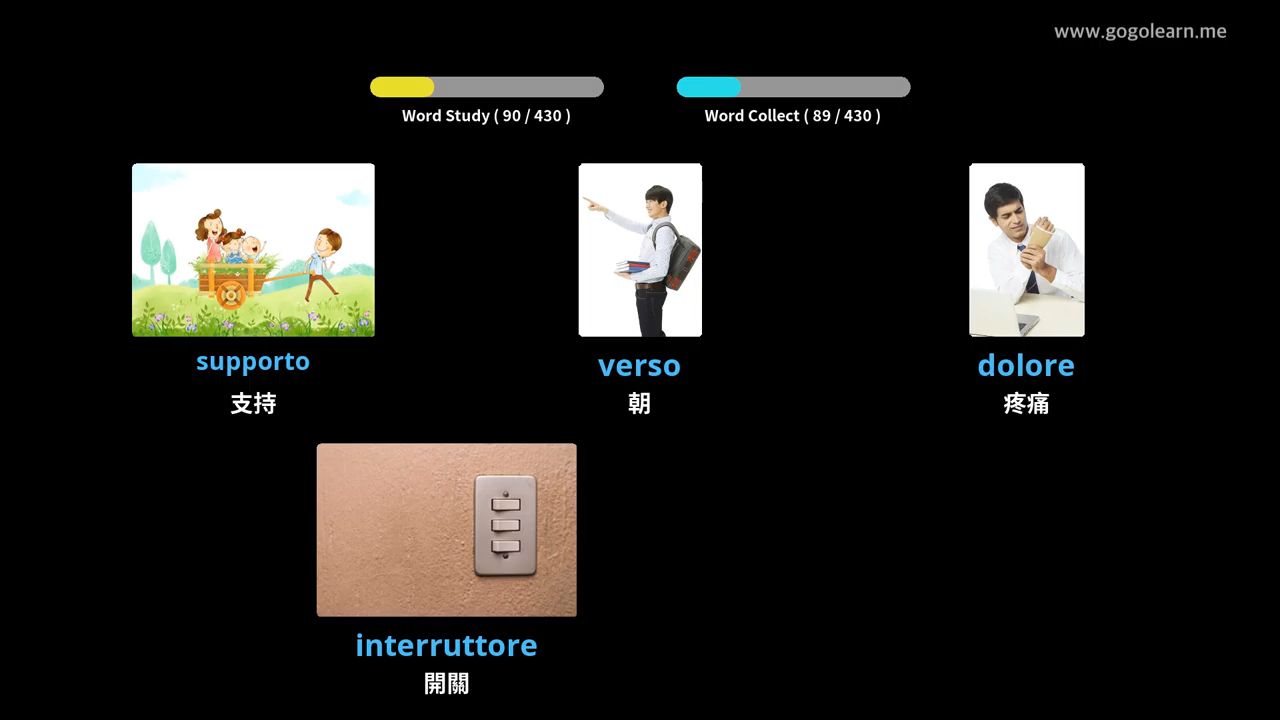 www.gogolearn.me
Word Study ( 90 / 430 )
Word Collect ( 89 / 430 )
supporto
verso
dolore
支持
朝
疼痛
interruttore
開關